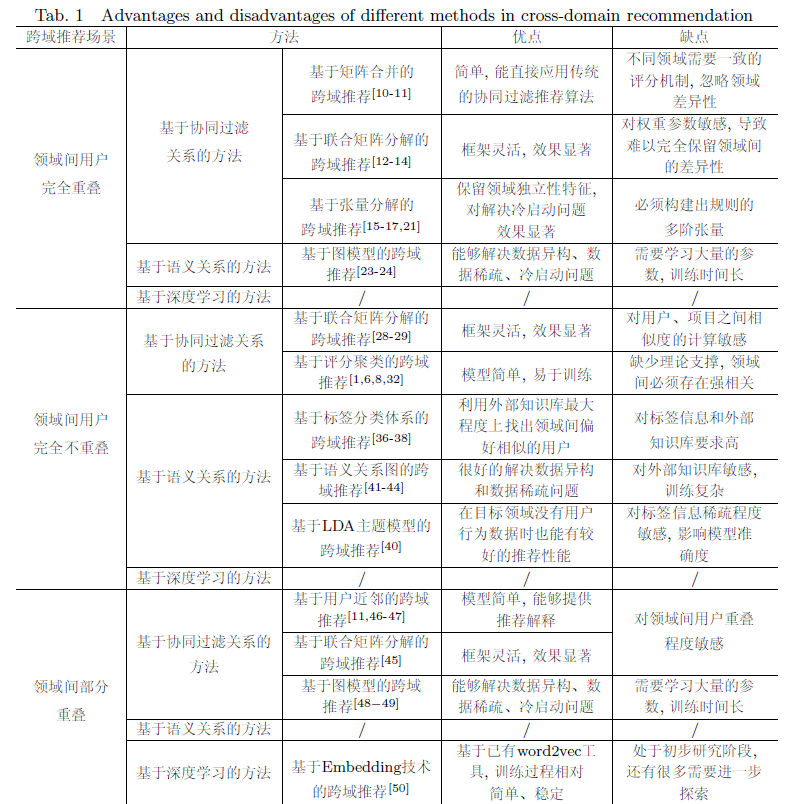 Tab. 1 Advantages and disadvantages of different methods in cross-domain recommendation
跨域推荐场景 方法 优点 缺点
领域间用户
完全重叠
基于协同过滤
关系的方法
基于矩阵合并的
跨域推荐[10-11]
简单, 能直接应用传统
的协同过滤推荐算法
不同领域需要一致的
评分机制, 忽略领域
差异性
基于联合矩阵分解的
跨域推荐[12-14]
框架灵活, 效果显著
对权重参数敏感, 导致
难以完全保留领域间
的差异性
基于张量分解的
跨域推荐[15-17,21]
保留领域独立性特征,
对解决冷启动问题
效果显著
必须构建出规则的
多阶张量
基于语义关系的方法
基于图模型的跨域
推荐[23-24]
能够解决数据异构、数
据稀疏、冷启动问题
需要学习大量的参
数, 训练时间长
基于深度学习的方法 / / /
领域间用户
完全不重叠
基于协同过滤关系
的方法
基于联合矩阵分解的
跨域推荐[28-29]
框架灵活, 效果显著
对用户、项目之间相
似度的计算敏感
基于评分聚类的跨域
推荐[1,6,8,32]
模型简单, 易于训练
缺少理论支撑, 领域
间必须存在强相关
基于语义关系的方法
基于标签分类体系的
跨域推荐[36-38]
利用外部知识库最大
程度上找出领域间偏
好相似的用户
对标签信息和外部
知识库要求高
基于语义关系图的跨
域推荐[41-44]
很好的解决数据异构
和数据稀疏问题
对外部知识库敏感,
训练复杂
基于LDA主题模型的
跨域推荐[40]
在目标领域没有用户
行为数据时也能有较
好的推荐性能
对标签信息稀疏程度
敏感, 影响模型准
确度
基于深度学习的方法 / / /
领域间部分
重叠
基于协同过滤关系的
方法
基于用户近邻的跨域
推荐[11,46-47]
模型简单, 能够提供
推荐解释
对领域间用户重叠
程度敏感
基于联合矩阵分解的
跨域推荐[45]
框架灵活, 效果显著
基于图模型的跨域
推荐[48−49]
能够解决数据异构、数
据稀疏、冷启动问题
需要学习大量的参
数, 训练时间长
基于语义关系的方法 / / /
基于深度学习的方法
基于Embedding技术
的跨域推荐[50]
基于已有word2vec工
具, 训练过程相对
简单、稳定
处于初步研究阶段,
还有很多需要进一步
探索